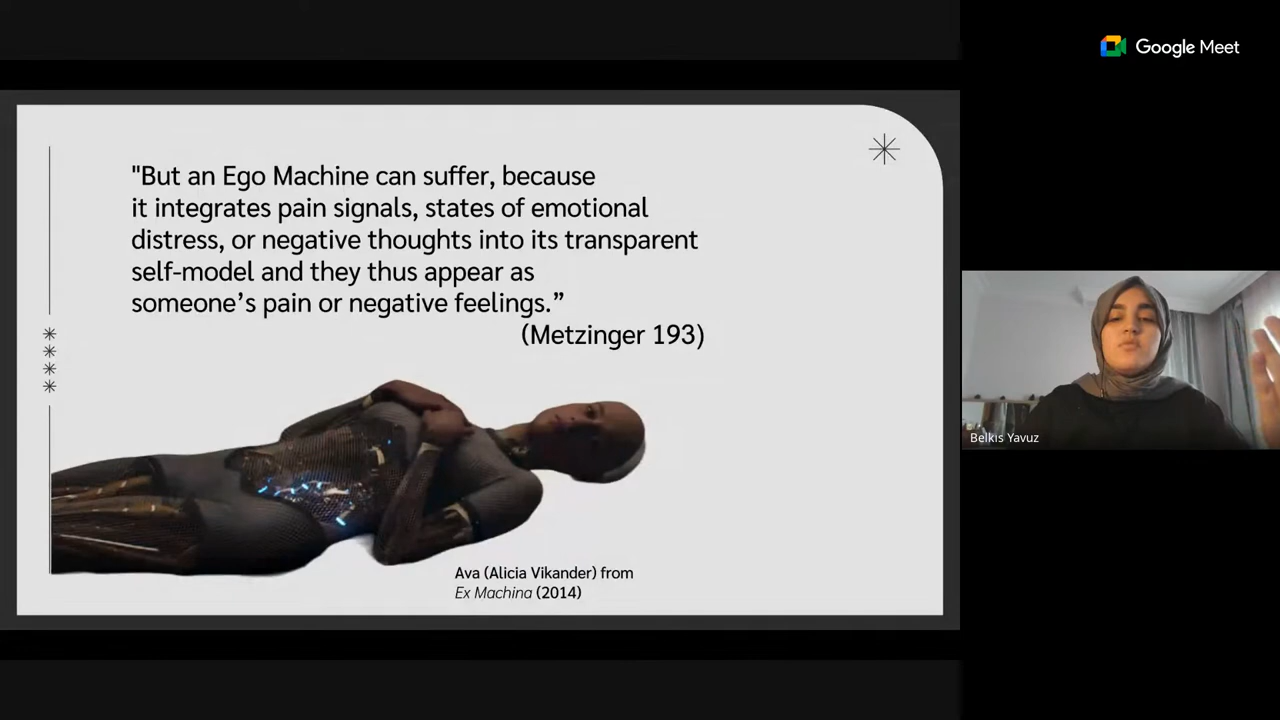 Google Meet
"But an Ego Machine can suffer, because
it integrates pain signals, states of emotional
distress, or negative thoughts into its transparent
self-model and they thus appear as
someone’s pain or negative feelings.”
(Metzinger 193)
Ava (Alicia Vikander) from
Ex Machina (2014)
Belkıs Yavuz